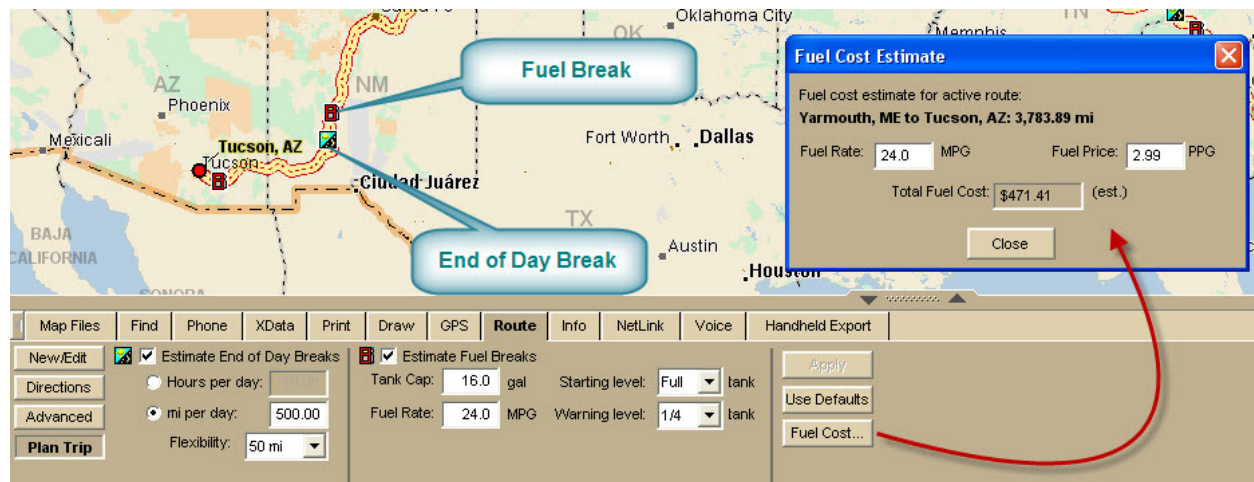 Santa Fe
Oklahoma City
OK
TN
Memphis
Fuel Break
AZ
NM
Phoenix
Mexicali
Tucson, AZ
Tucson
Fort Worth
Dallas
Ciudad Juárez
TX
Austin
BAJA
CALIFORNIA
End of Day Break
Houston
SONORA
Fuel Cost Estimate
Fuel cost estimate for active route:
Yarmouth, ME to Tucson, AZ: 3,783.89 mi
Fuel Rate: 24.0 MPG Fuel Price: 2.99 PPG
Total Fuel Cost: $471.41 (est.)
Close
Map Files Find Phone XData Print Draw GPS Route Info NetLink Voice Handheld Export
New/Edit
Directions
Advanced
Plan Trip
Estimate End of Day Breaks
Hours per day:
mi per day: 500.00
Flexibility: 50 mi
Estimate Fuel Breaks
Tank Cap: 16.0 gal Starting level: Full tank
Fuel Rate: 24.0 MPG Warning level: 1/4 tank
Apply
Use Defaults
Fuel Cost...